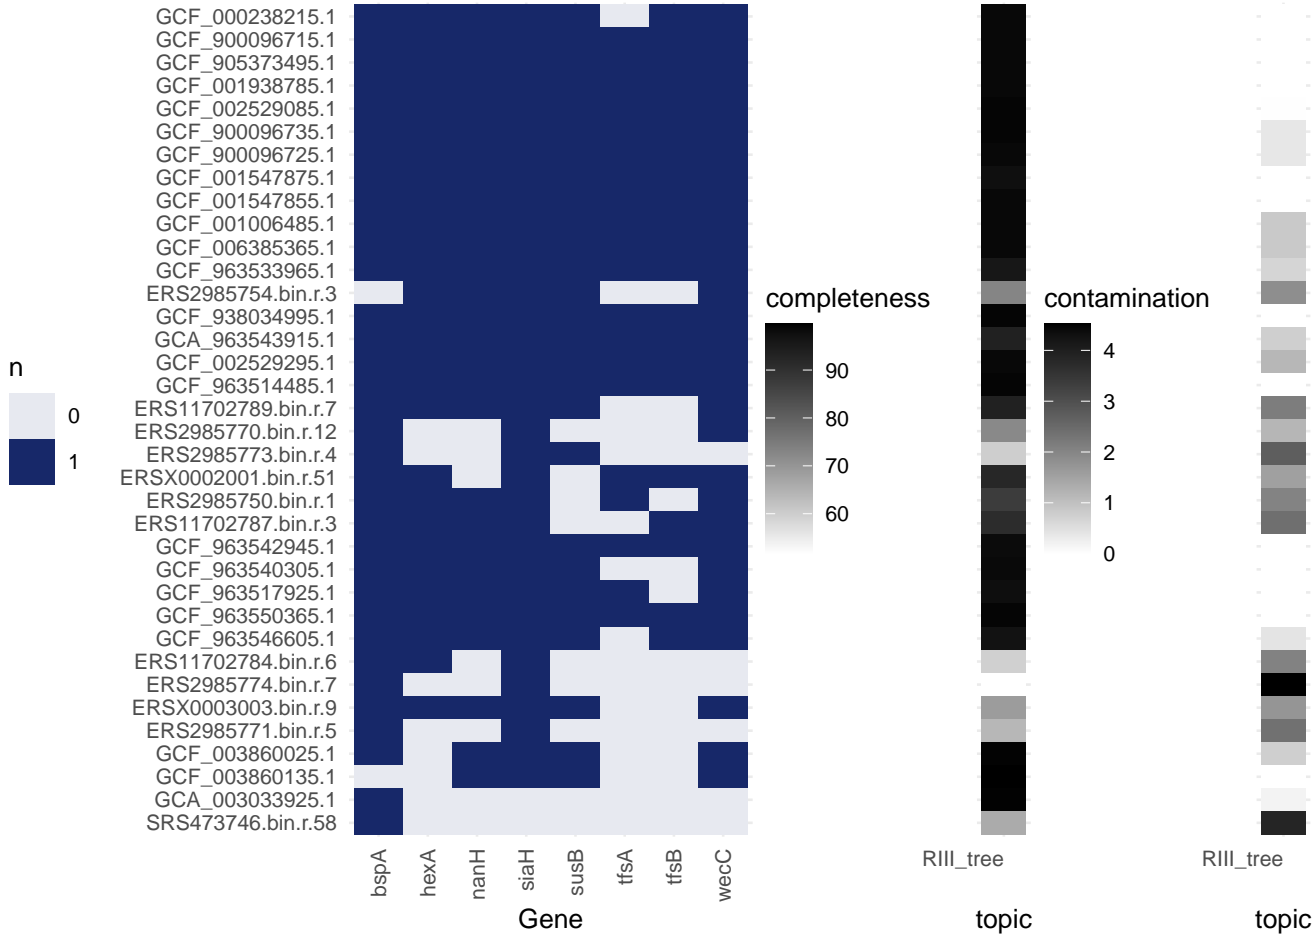 GCF_000238215.1
GCF_900096715.1
GCF_905373495.1
GCF_001938785.1
GCF_002529085.1
GCF_900096735.1
GCF_900096725.1
GCF_001547875.1
GCF_001547855.1
GCF_001006485.1
GCF_006385365.1
GCF_963533965.1
ERS2985754.bin.r.3
GCF_938034995.1
GCA_963543915.1
GCF_002529295.1
GCF_963514485.1
ERS11702789.bin.r.7
ERS2985770.bin.r.12
ERS2985773.bin.r.4
ERSX0002001.bin.r.51
ERS2985750.bin.r.1
ERS11702787.bin.r.3
GCF_963542945.1
GCF_963540305.1
GCF_963517925.1
GCF_963550365.1
GCF_963546605.1
ERS11702784.bin.r.6
ERS2985774.bin.r.7
ERSX0003003.bin.r.9
ERS2985771.bin.r.5
GCF_003860025.1
GCF_003860135.1
GCA_003033925.1
SRS473746.bin.r.58
n
0
1
bspA
hexA
nanH
siaH
susB
tfsA
tfsB
wecC
Gene
completeness
90
80
70
60
RIII_tree
topic
contamination
4
3
2
1
0
RIII_tree
topic